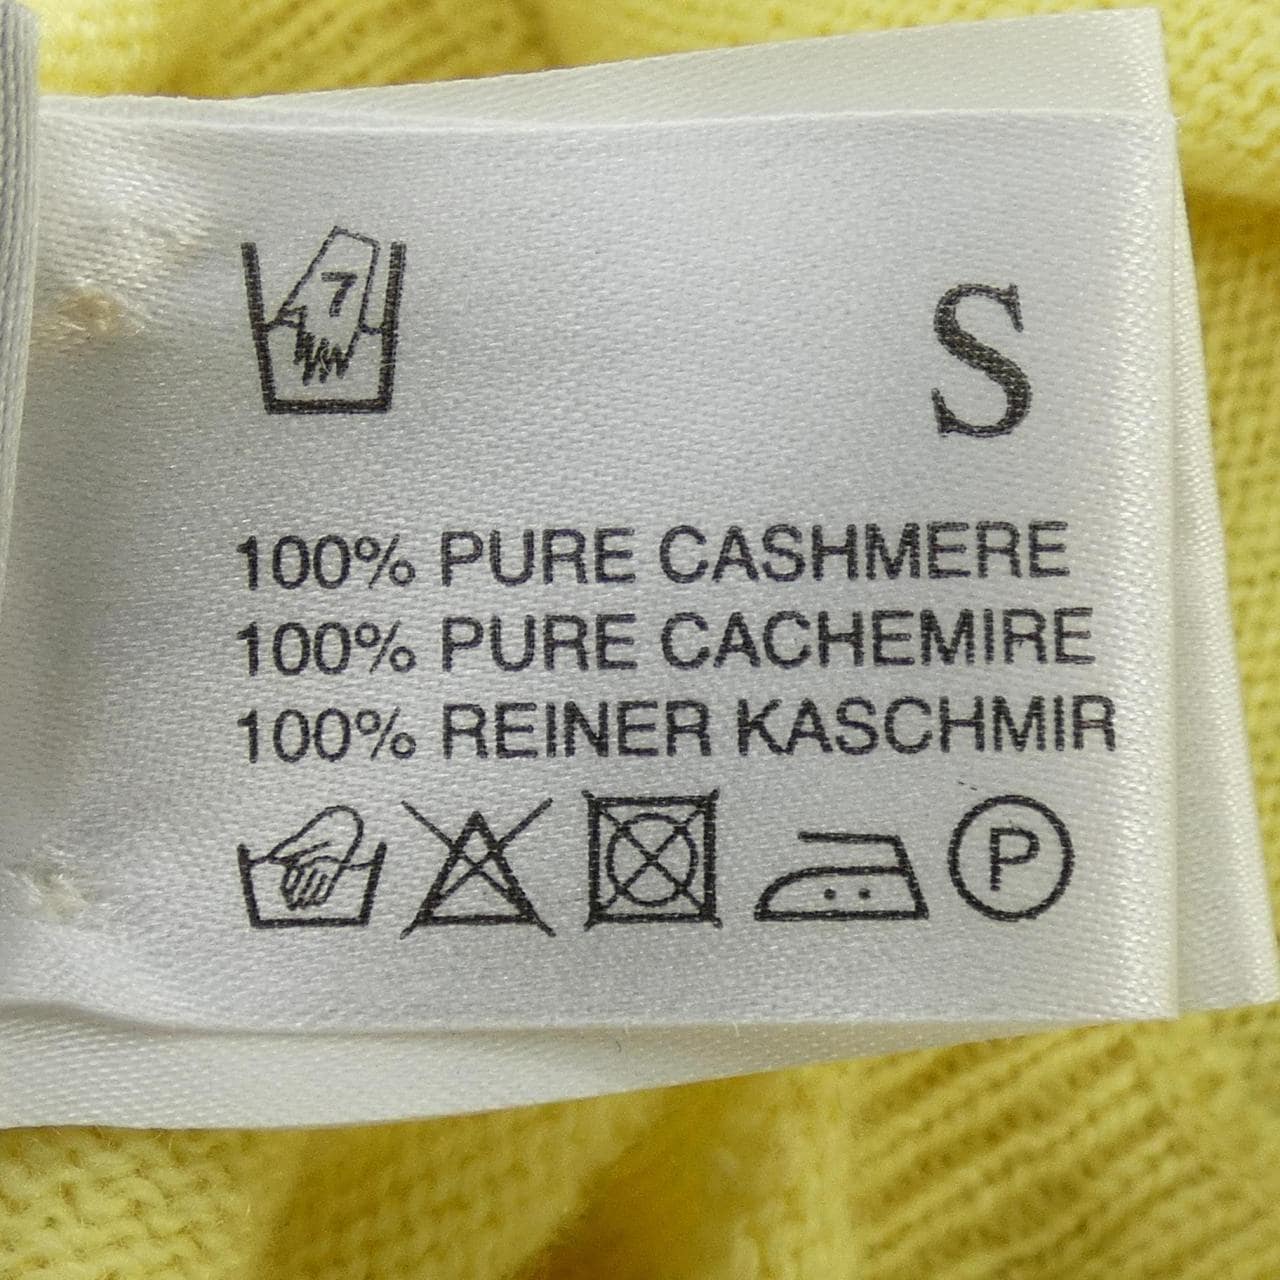 7
S
100% PURE CASHMERE
100% PURE CACHEMIRE
100% REINER KASCHMIR
P